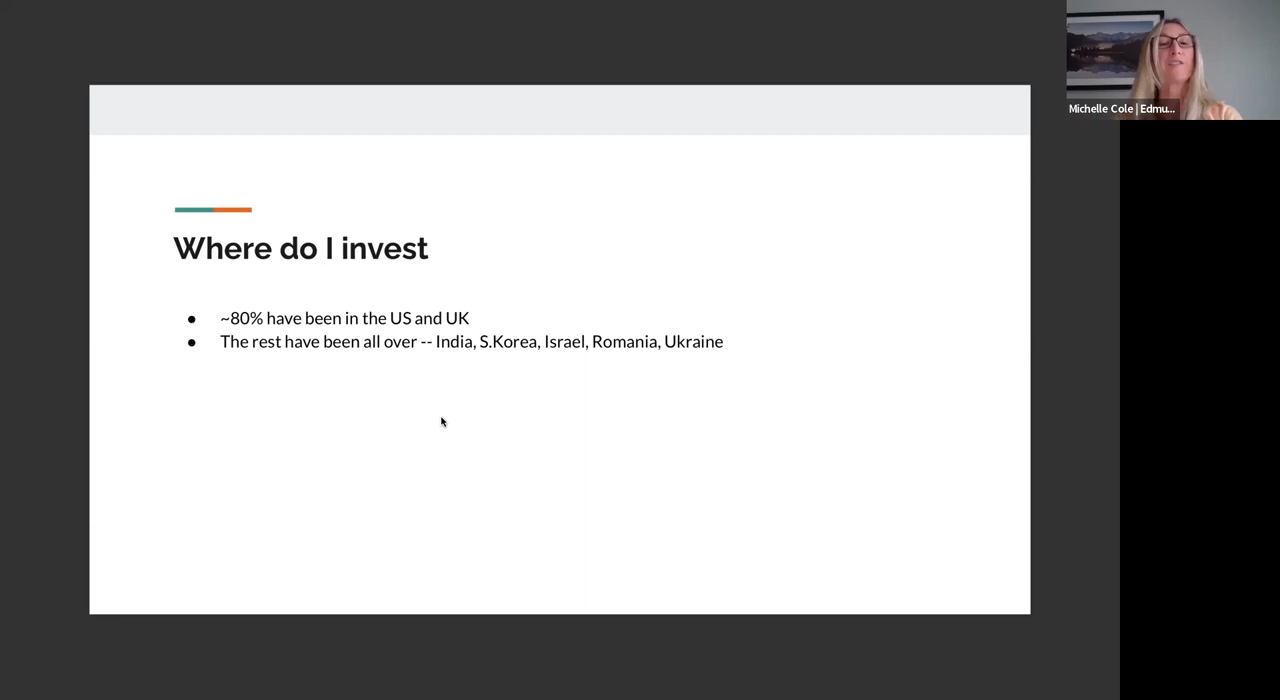 Michelle Cole | Edmu...
Where do I invest
● ~80% have been in the US and UK
● The rest have been all over -- India, S.Korea, Israel, Romania, Ukraine